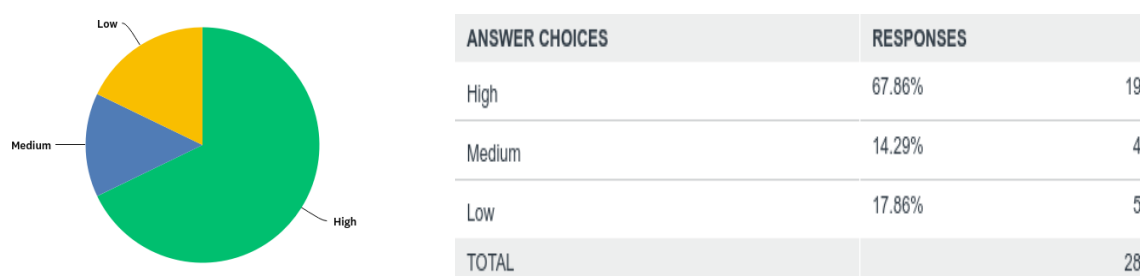 Low
Medium
High
ANSWER CHOICES RESPONSES
High 67.86% 19
Medium 14.29% 4
Low 17.86% 5
TOTAL 28